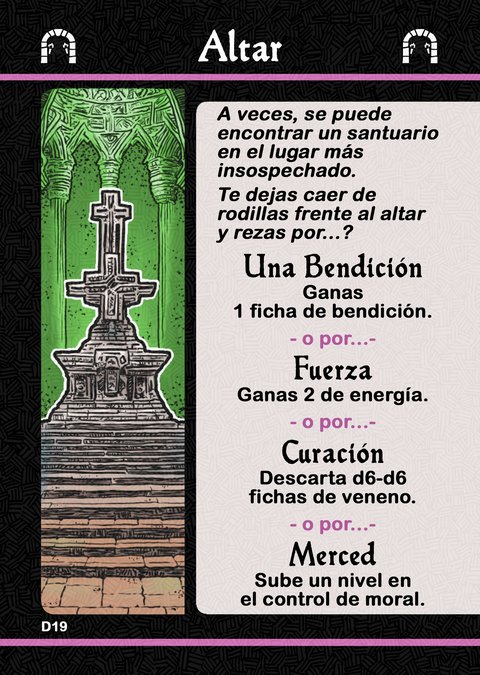 Altar
A veces, se puede
encontrar un santuario
en el lugar más
insospechado.
Te dejas caer de
rodillas frente al altar
y rezas por...?
Una Bendición
Ganas
1 ficha de bendición.
- o por...-
Fuerza
Ganas 2 de energía.
- o por...-
Curación
Descarta d6-d6
fichas de veneno.
- o por...-
Merced
Sube un nivel en
el control de moral.
D19